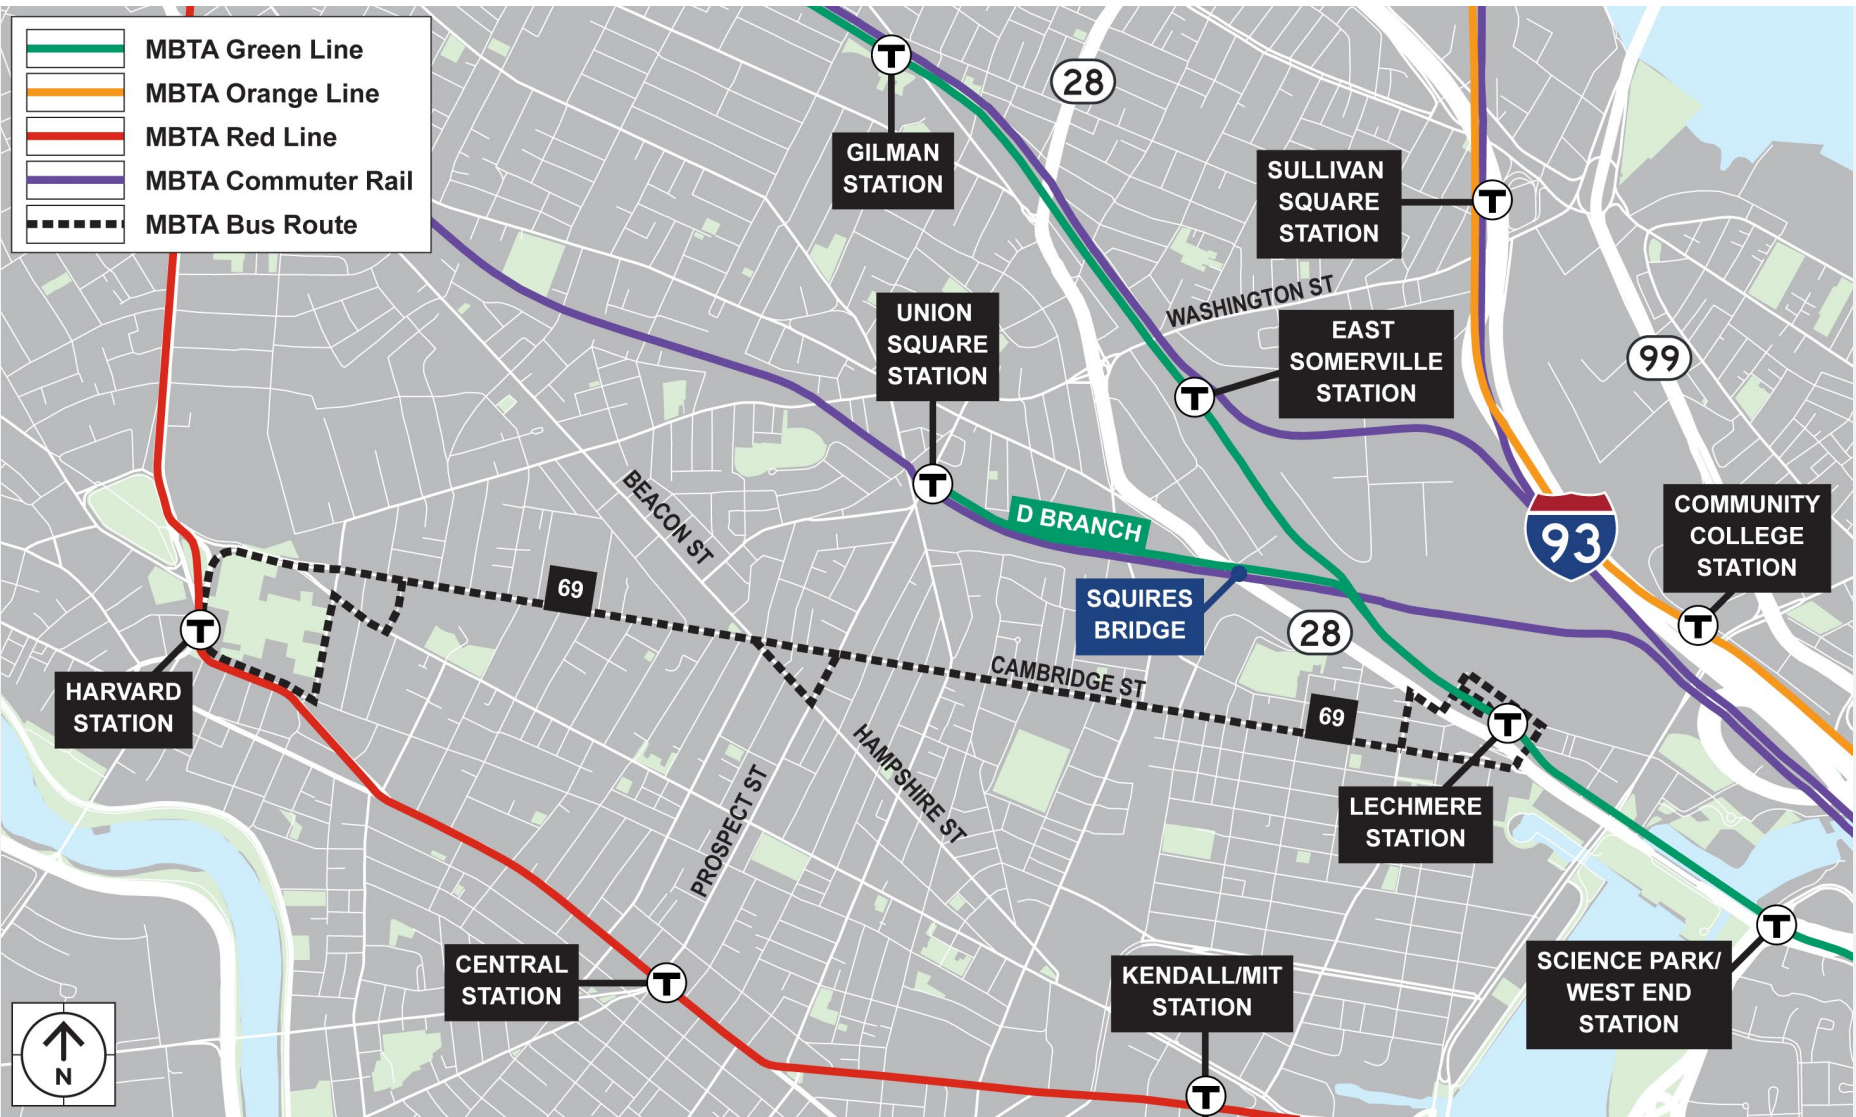 MBTA Green Line
MBTA Orange Line
MBTA Red Line
MBTA Commuter Rail
MBTA Bus Route
T
GILMAN
STATION
28
SULLIVAN
SQUARE
STATION
T
WASHINGTON ST
UNION
SQUARE
STATION
EAST
SOMERVILLE
STATION
T
99
T
BEACON ST
D BRANCH
93
COMMUNITY
COLLEGE
STATION
T
69
SQUIRES
BRIDGE
28
T
HARVARD
STATION
CAMBRIDGE ST
69
T
HAMPSHIRE ST
PROSPECT ST
LECHMERE
STATION
T
SCIENCE PARK/
WEST END
STATION
CENTRAL
STATION
T
KENDALL/MIT
STATION
T
N